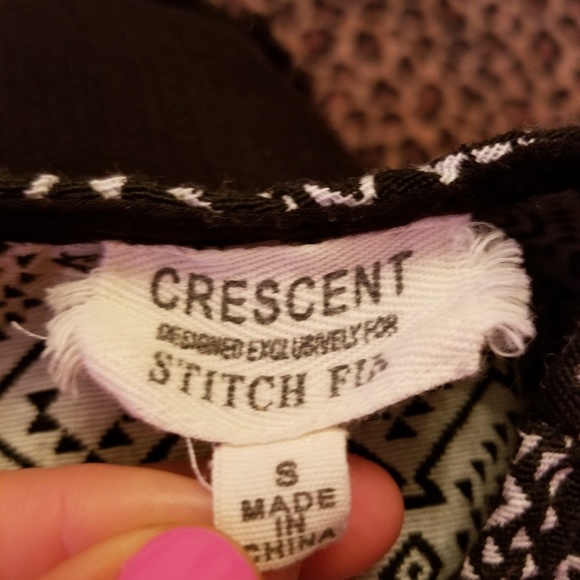 CRESCENT
DESIGNED EXCLUSIVELY FOR
STITCH FIX
S
MADE
IN
CHINA